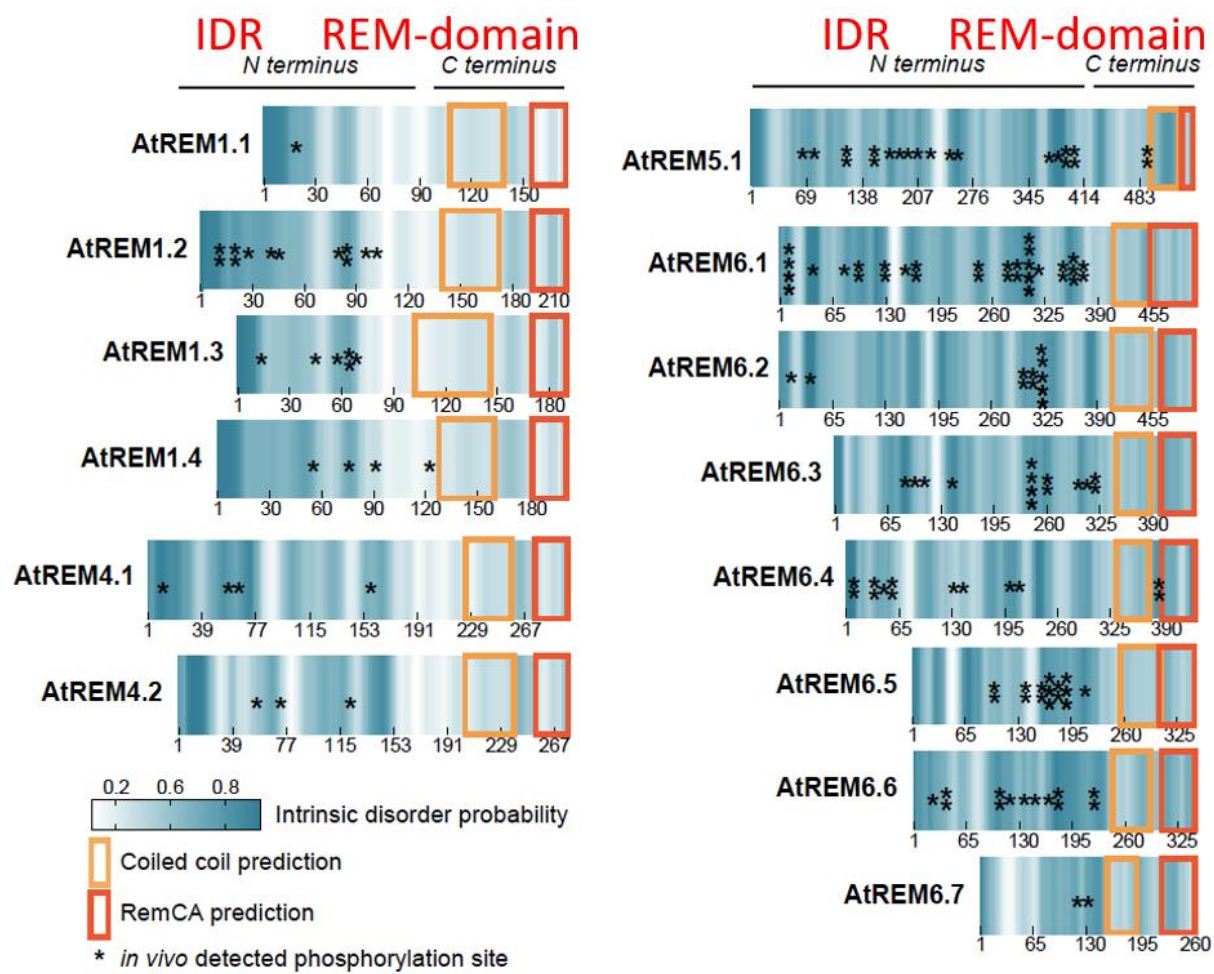 IDR REM-domain
N terminus C terminus
AtREM1.1
*
1 30 60 90 120 150
AtREM1.2
* * * * * * * * * * * *
1 30 60 90 120 150 180 210
AtREM1.3
* * * * * * *
1 30 60 90 120 150 180
AtREM1.4
* * * *
1 30 60 90 120 150 180
AtREM4.1
* * * *
1 39 77 115 153 191 229 267
AtREM4.2
* * *
1 39 77 115 153 191 229 267
0.2 0.6 0.8
Intrinsic disorder probability
Coiled coil prediction
RemCA prediction
* in vivo detected phosphorylation site
IDR REM-domain
N terminus C terminus
AtREM5.1
1 69 138 207 276 345 414 483
AtREM6.1
1 65 130 195 260 325 390 455
AtREM6.2
1 65 130 195 260 325 390 455
AtREM6.3
1 65 130 195 260 325 390
AtREM6.4
1 65 130 195 260 325 390
AtREM6.5
1 65 130 195 260 325
AtREM6.6
1 65 130 195 260 325
AtREM6.7
* *
1 65 130 195 260